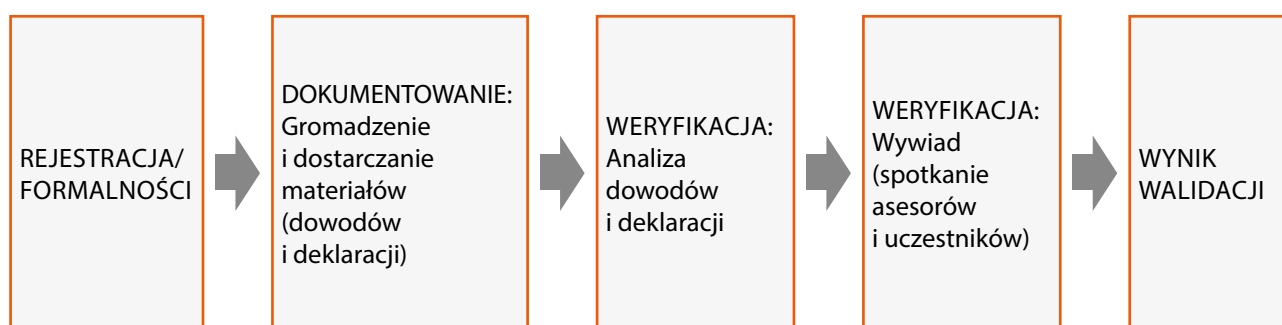 REJESTRACJA/
FORMALNOŚCI
DOKUMENTOWANIE:
Gromadzenie
i dostarczanie
materiałów
(dowodów
i deklaracji)
WERYFIKACJA:
Analiza
dowodów
i deklaracji
WERYFIKACJA:
Wywiad
(spotkanie
asesorów
i uczestników)
WYNIK
WALIDACJI